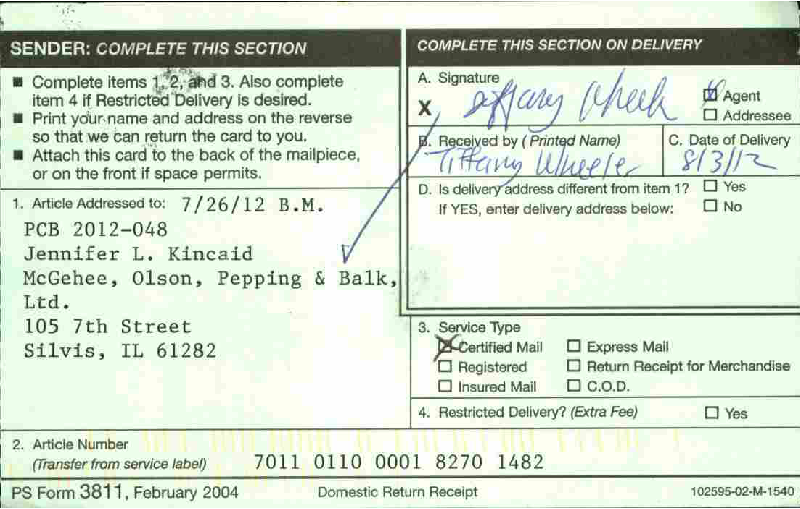 SENDER: COMPLETE THIS SECTION
■ Complete items 1, 2, and 3. Also complete
item 4 if Restricted Delivery is desired.
■ Print your name and address on the reverse
so that we can return the card to you.
■ Attach this card to the back of the mailpiece,
or on the front if space permits.
1. Article Addressed to: 7/26/12 B.M.
PCB 2012-048
Jennifer L. Kincaid
McGehee, Olson, Pepping & Balk,
Ltd.
105 7th Street
Silvis, IL 61282
COMPLETE THIS SECTION ON DELIVERY
A. Signature
X Tiffany Wheeler
☐ Agent
☐ Addressee
B. Received by (Printed Name)
Tiffany Wheeler
C. Date of Delivery
8/3/12
D. Is delivery address different from item 1? ☐ Yes
If YES, enter delivery address below: ☐ No
3. Service Type
☒ Certified Mail ☐ Express Mail
☐ Registered ☐ Return Receipt for Merchandise
☐ Insured Mail ☐ C.O.D.
4. Restricted Delivery? (Extra Fee) ☐ Yes
2. Article Number
(Transfer from service label) 7011 0110 0001 8270 1482
PS Form 3811, February 2004 Domestic Return Receipt 102595-02-M-1540